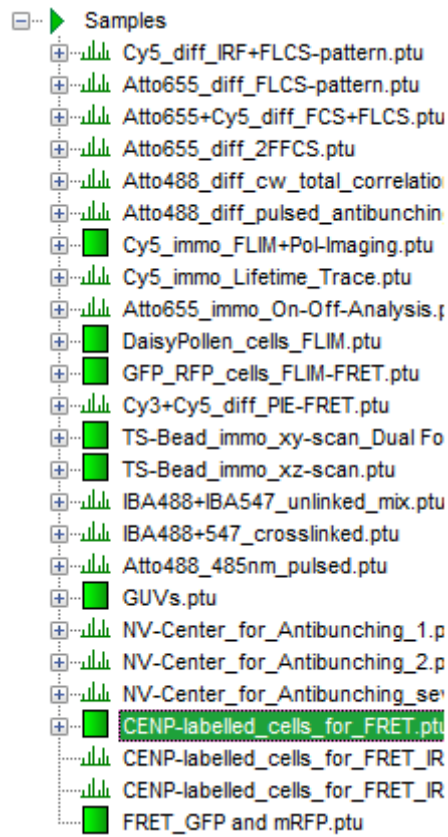 Samples
Cy5_diff_IRF+FLCS-pattern.ptu
Atto655_diff_FLCS-pattern.ptu
Atto655+Cy5_diff_FCS+FLCS.ptu
Atto655_diff_2FFCS.ptu
Atto488_diff_cw_total_correlatio
Atto488_diff_pulsed_antibunchin
Cy5_immo_FLIM+Pol-Imaging.ptu
Cy5_immo_Lifetime_Trace.ptu
Atto655_immo_On-Off-Analysis.p
DaisyPollen_cells_FLIM.ptu
GFP_RFP_cells_FLIM-FRET.ptu
Cy3+Cy5_diff_PIE-FRET.ptu
TS-Bead_immo_xy-scan_Dual Fo
TS-Bead_immo_xz-scan.ptu
IBA488+IBA547_unlinked_mix.ptu
IBA488+547_crosslinked.ptu
Atto488_485nm_pulsed.ptu
GUVs.ptu
NV-Center_for_Antibunching_1.p
NV-Center_for_Antibunching_2.p
NV-Center_for_Antibunching_se
CENP-labelled_cells_for_FRET.ptu
CENP-labelled_cells_for_FRET_IR
CENP-labelled_cells_for_FRET_IR
FRET_GFP and mRFP.ptu